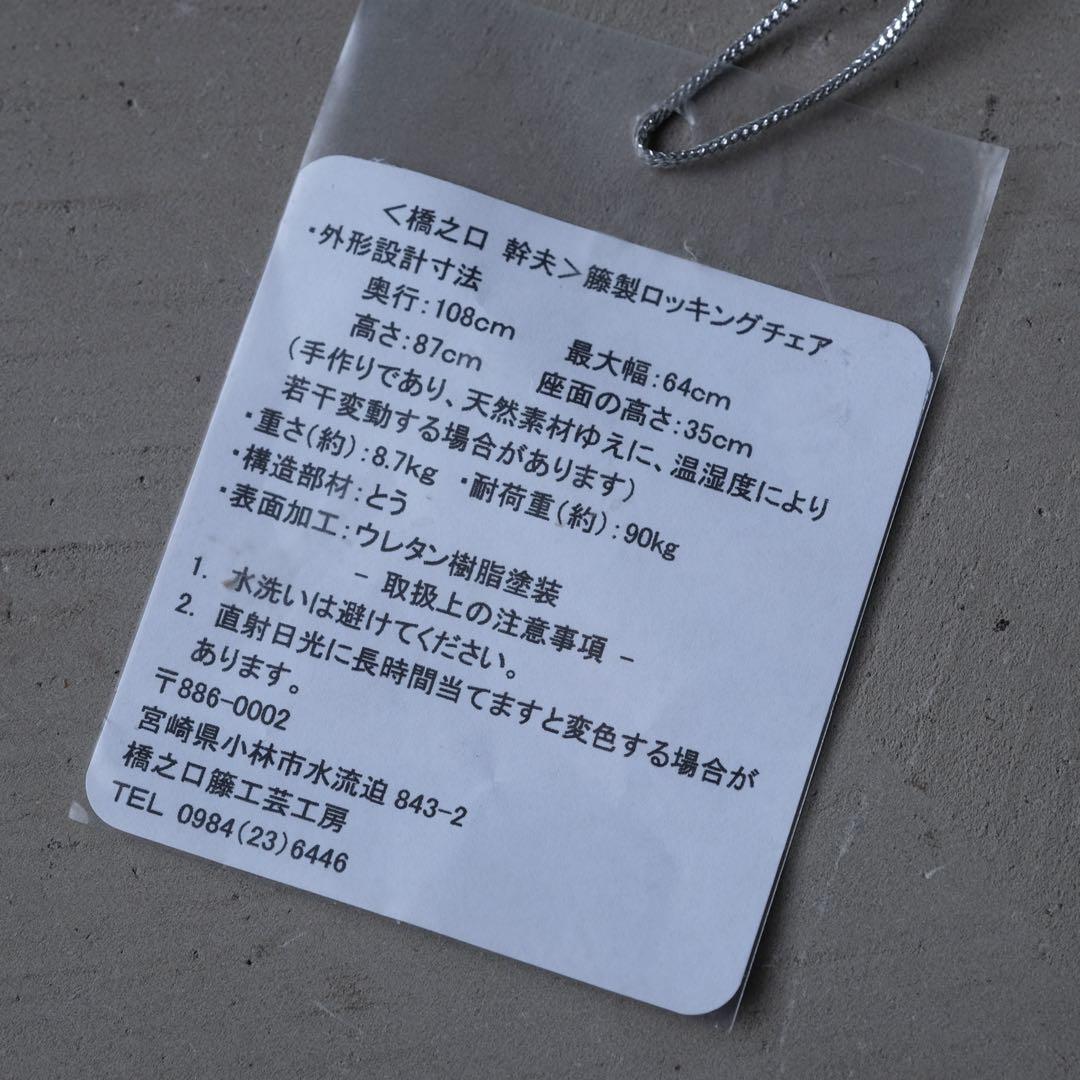 <橋之口 幹夫>籐製ロッキングチェア
・外形設計寸法
奥行:108cm 最大幅:64cm
高さ:87cm 座面の高さ:35cm
(手作りであり、天然素材ゆえに、温湿度により
若干変動する場合があります)
・重さ(約):8.7kg ・耐荷重(約):90kg
・構造部材:とう
・表面加工:ウレタン樹脂塗装
- 取扱上の注意事項 -
1. 水洗いは避けてください。
2. 直射日光に長時間当てますと変色する場合が
あります。
〒886-0002
宮崎県小林市水流迫 843-2
橋之口籐工芸工房
TEL 0984(23)6446